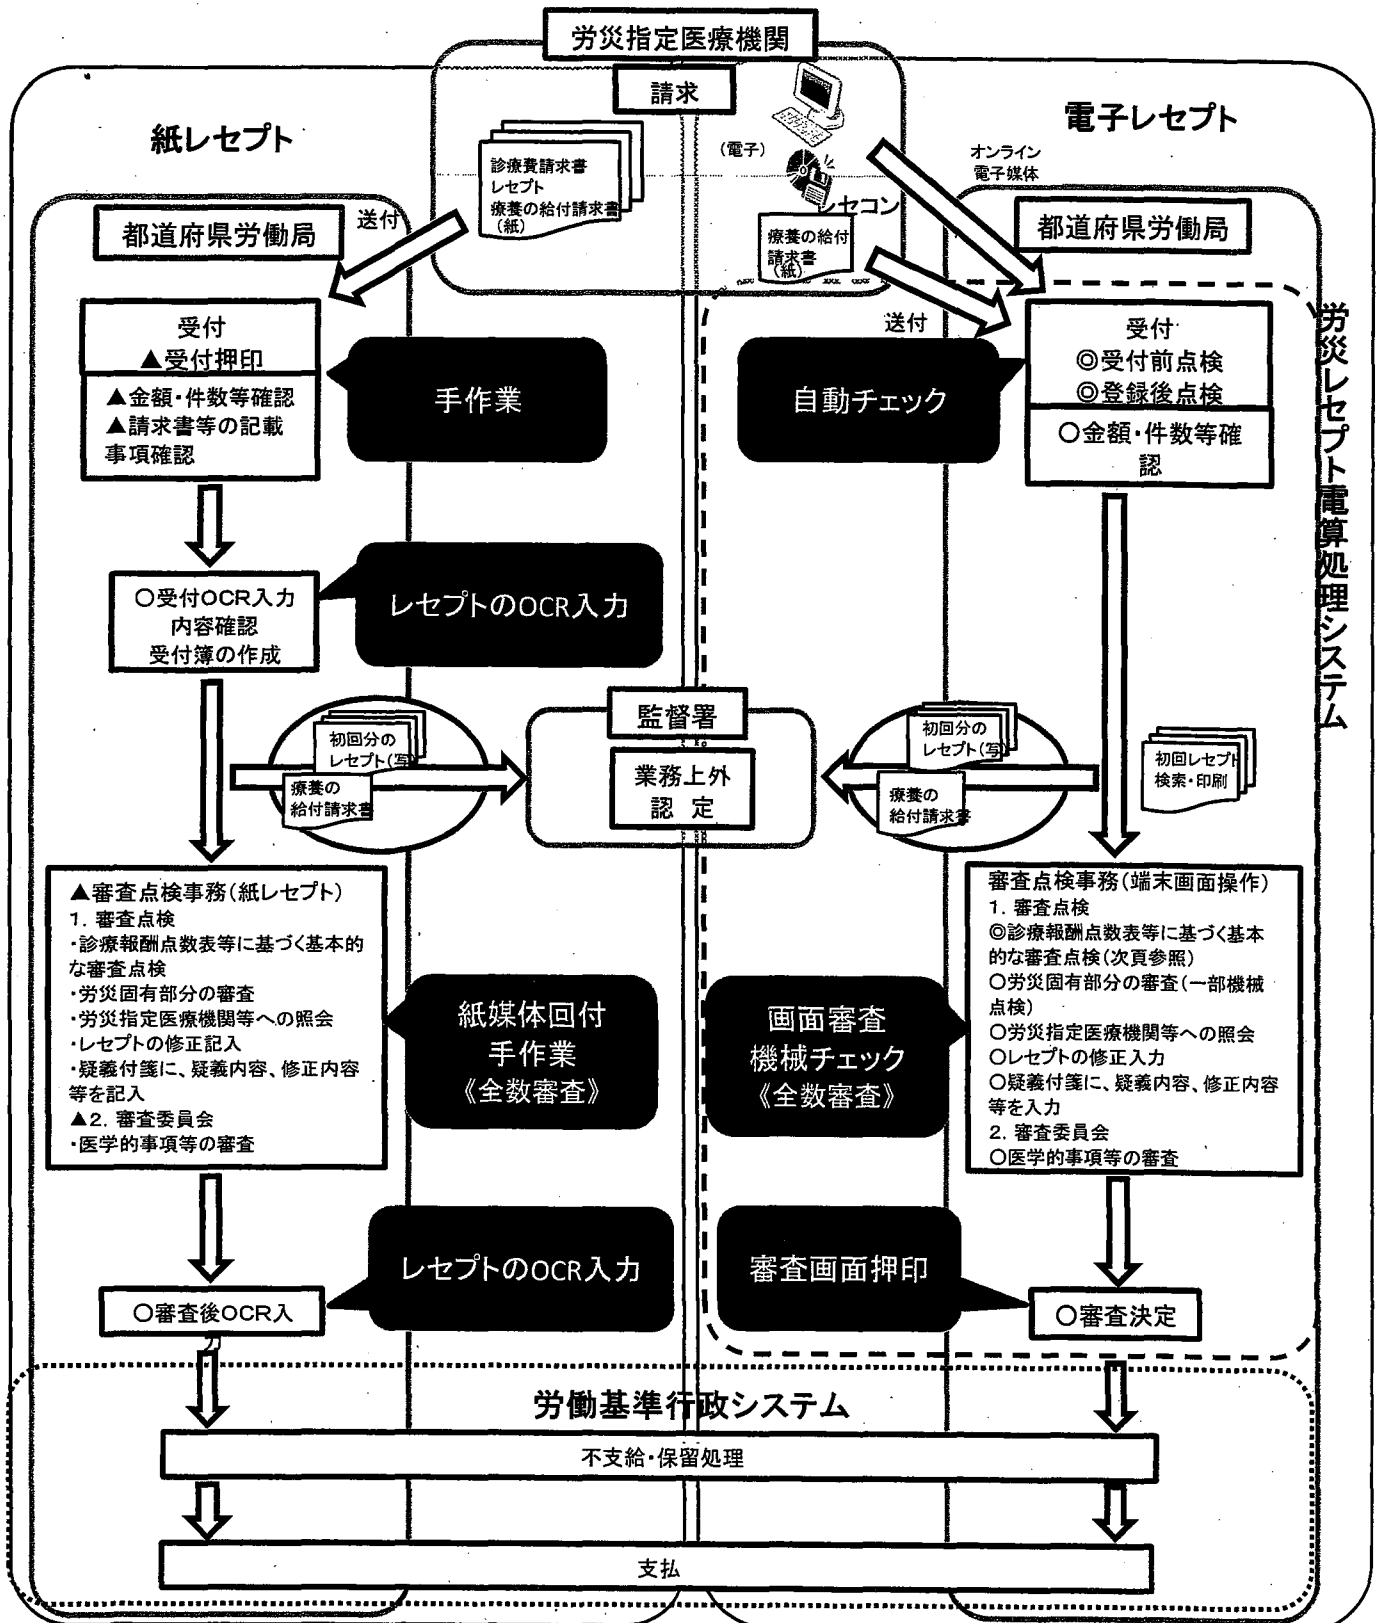 労災指定医療機関
請求
紙レセプト
電子レセプト
診療費請求書
レセプト
療養の給付請求書
(紙)
(電子)
レセコン
療養の給付
請求書
(紙)
オンライン
電子媒体
送付
送付
都道府県労働局
受付
▲受付押印
▲金額・件数等確認
▲請求書等の記載
事項確認
手作業
自動チェック
都道府県労働局
受付
◎受付前点検
◎登録後点検
○金額・件数等確
認
労災レセプト電算処理システム
○受付OCR入力
内容確認
受付簿の作成
レセプトのOCR入力
初回分の
レセプト(写)
療養の
給付請求書
監督署
業務上外
認 定
初回分の
レセプト(写)
療養の
給付請求書
初回レセプト
検索・印刷
▲審査点検事務(紙レセプト)
1. 審査点検
・診療報酬点数表等に基づく基本的
な審査点検
・労災固有部分の審査
・労災指定医療機関等への照会
・レセプトの修正記入
・疑義付箋に、疑義内容、修正内容
等を記入
▲2. 審査委員会
・医学的事項等の審査
紙媒体回付
手作業
《全数審査》
画面審査
機械チェック
《全数審査》
審査点検事務(端末画面操作)
1. 審査点検
◎診療報酬点数表等に基づく基本
的な審査点検(次頁参照)
○労災固有部分の審査(一部機械
点検)
○労災指定医療機関等への照会
○レセプトの修正入力
○疑義付箋に、疑義内容、修正内容
等を入力
2. 審査委員会
○医学的事項等の審査
○審査後OCR入
力
レセプトのOCR入力
審査画面押印
○審査決定
労働基準行政システム
不支給・保留処理
支払